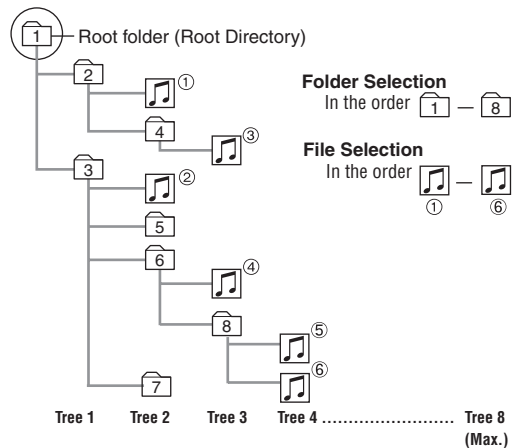 1 Root folder (Root Directory)
2
①
Folder Selection
In the order 1 — 8
4
③
File Selection
In the order —
① ⑥
3
②
5
6
④
8
⑤
⑥
7
Tree 1 Tree 2 Tree 3 Tree 4 .......................... Tree 8
(Max.)